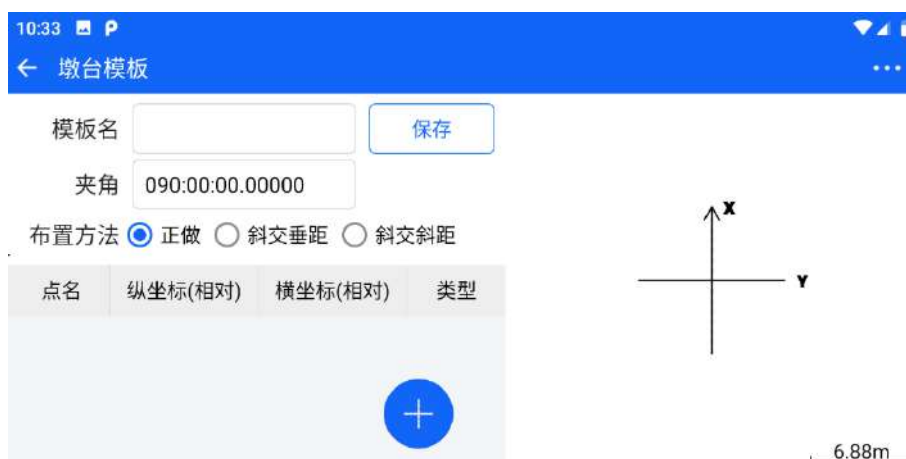 10:33
墩台模板
模板名
保存
夹角 090:00:00.00000
布置方法 正做 斜交垂距 斜交斜距
点名 纵坐标(相对) 横坐标(相对) 类型
X
Y
6.88m